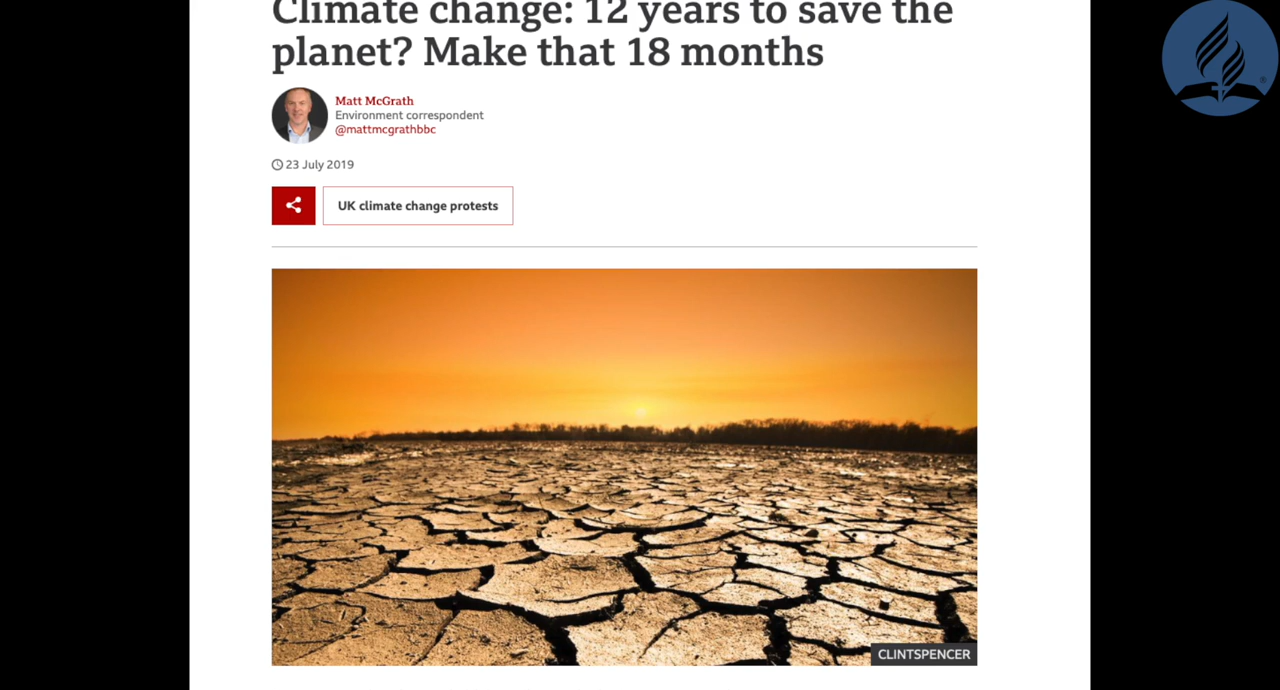 Climate change: 12 years to save the
planet? Make that 18 months
Matt McGrath
Environment correspondent
@mattmcgrathbbc
23 July 2019
UK climate change protests
CLINTSPENCER
®